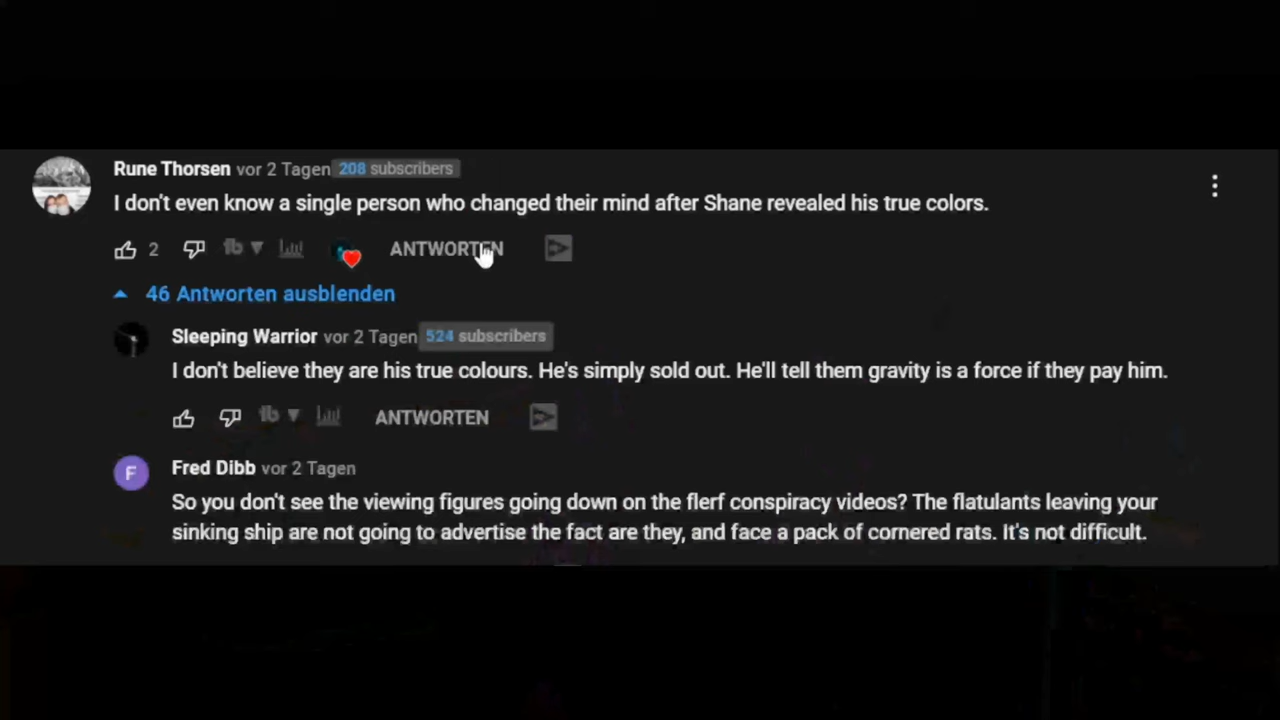 Rune Thorsen vor 2 Tagen 208 subscribers
I don't even know a single person who changed their mind after Shane revealed his true colors.
2 tb ANTWORTEN
46 Antworten ausblenden
Sleeping Warrior vor 2 Tagen 524 subscribers
I don't believe they are his true colours. He's simply sold out. He'll tell them gravity is a force if they pay him.
tb ANTWORTEN
F Fred Dibb vor 2 Tagen
So you don't see the viewing figures going down on the flerf conspiracy videos? The flatulants leaving your
sinking ship are not going to advertise the fact are they, and face a pack of cornered rats. It's not difficult.